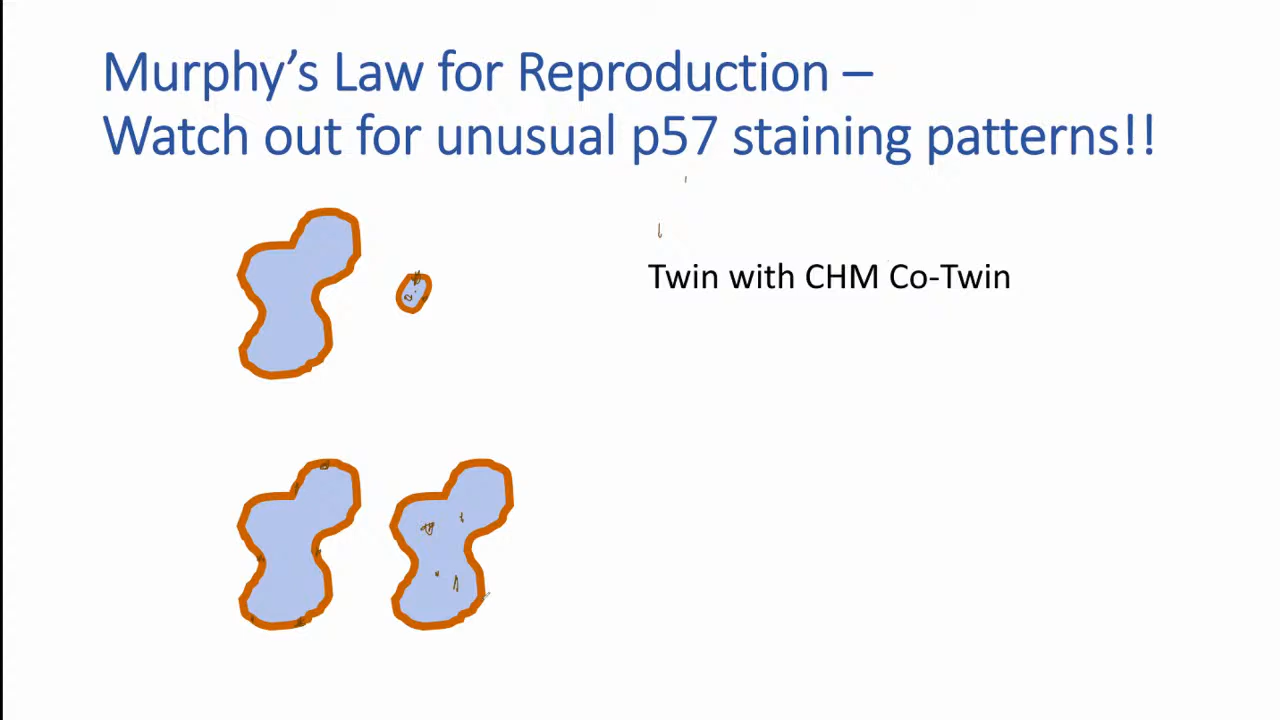 Murphy’s Law for Reproduction –
Watch out for unusual p57 staining patterns!!
Twin with CHM Co-Twin